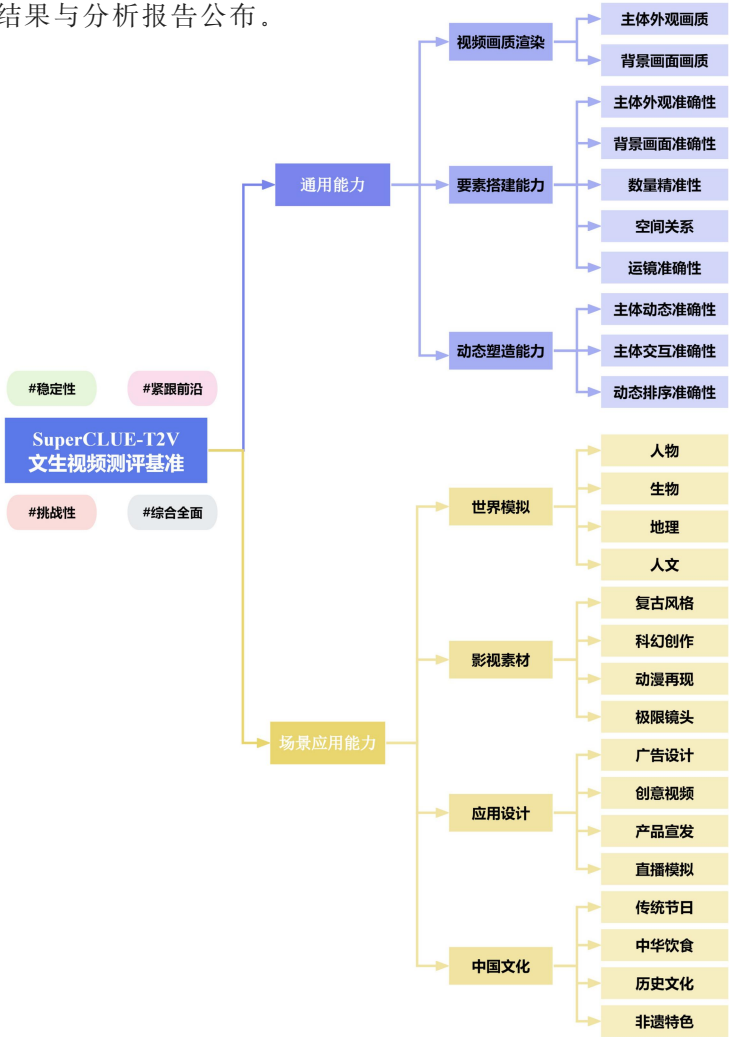 结果与分析报告公布。
#稳定性
#紧跟前沿
SuperCLUE-T2V
文生视频测评基准
#挑战性
#综合全面
通用能力
视频画质渲染
主体外观画质
背景画面画质
要素搭建能力
主体外观准确性
背景画面准确性
数量精准性
空间关系
运镜准确性
动态塑造能力
主体动态准确性
主体交互准确性
动态排序准确性
场景应用能力
世界模拟
人物
生物
地理
人文
影视素材
复古风格
科幻创作
动漫再现
极限镜头
应用设计
广告设计
创意视频
产品宣发
直播模拟
中国文化
传统节日
中华饮食
历史文化
非遗特色